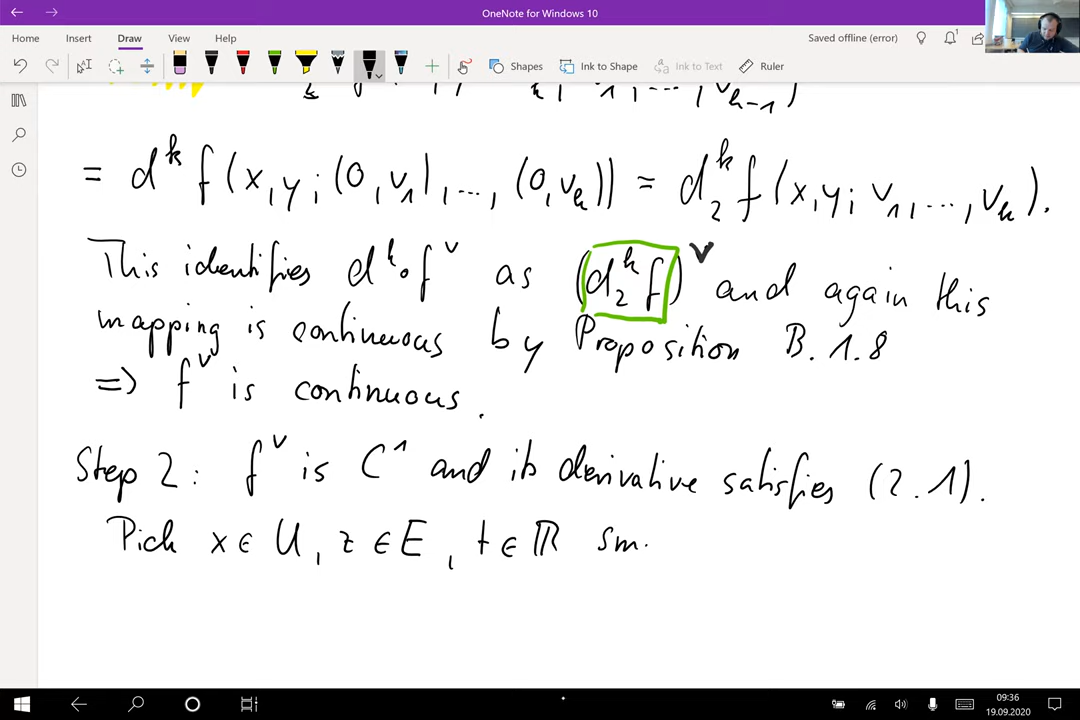 OneNote for Windows 10
Home Insert Draw View Help
Saved offline (error)
Shapes Ink to Shape Ink to Text Ruler
= d^k f(x,y; (0,v_1),...,(0,v_k)) = d_2^k f(x,y; v_1,...,v_k).
This identifies d^k ∘ f^∨ as (d_2^k f)^∨ and again this
mapping is continuous by Proposition B.1.8
=> f^∨ is continuous.
Step 2: f^∨ is C^1 and its derivative satisfies (2.1).
Pick x ∈ U, z ∈ E, t ∈ ℝ sm.
09:36
19.09.2020